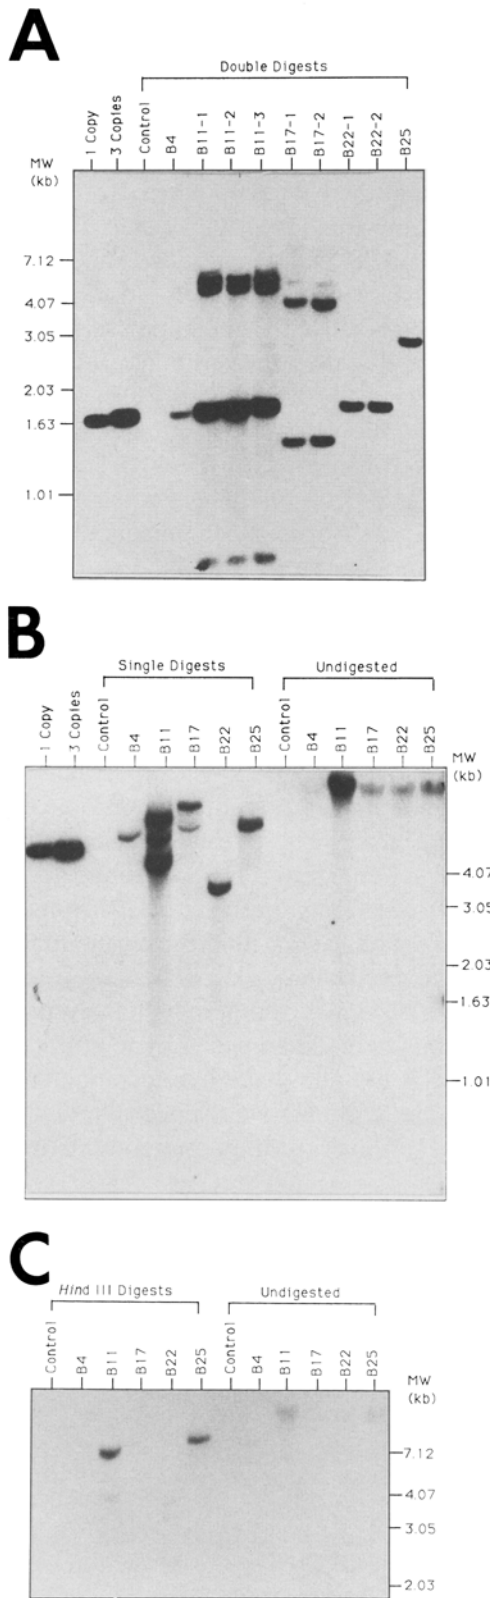 A
Double Digests
1 Copy
3 Copies
Control
B4
B11-1
B11-2
B11-3
B17-1
B17-2
B22-1
B22-2
B25
MW
(kb)
7.12
4.07
3.05
2.03
1.63
1.01
B
Single Digests
Undigested
1 Copy
3 Copies
Control
B4
B11
B17
B22
B25
Control
B4
B11
B17
B22
B25
MW
(kb)
4.07
3.05
2.03
1.63
1.01
C
Hind III Digests
Undigested
Control
B4
B11
B17
B22
B25
Control
B4
B11
B17
B22
B25
MW
(kb)
7.12
4.07
3.05
2.03